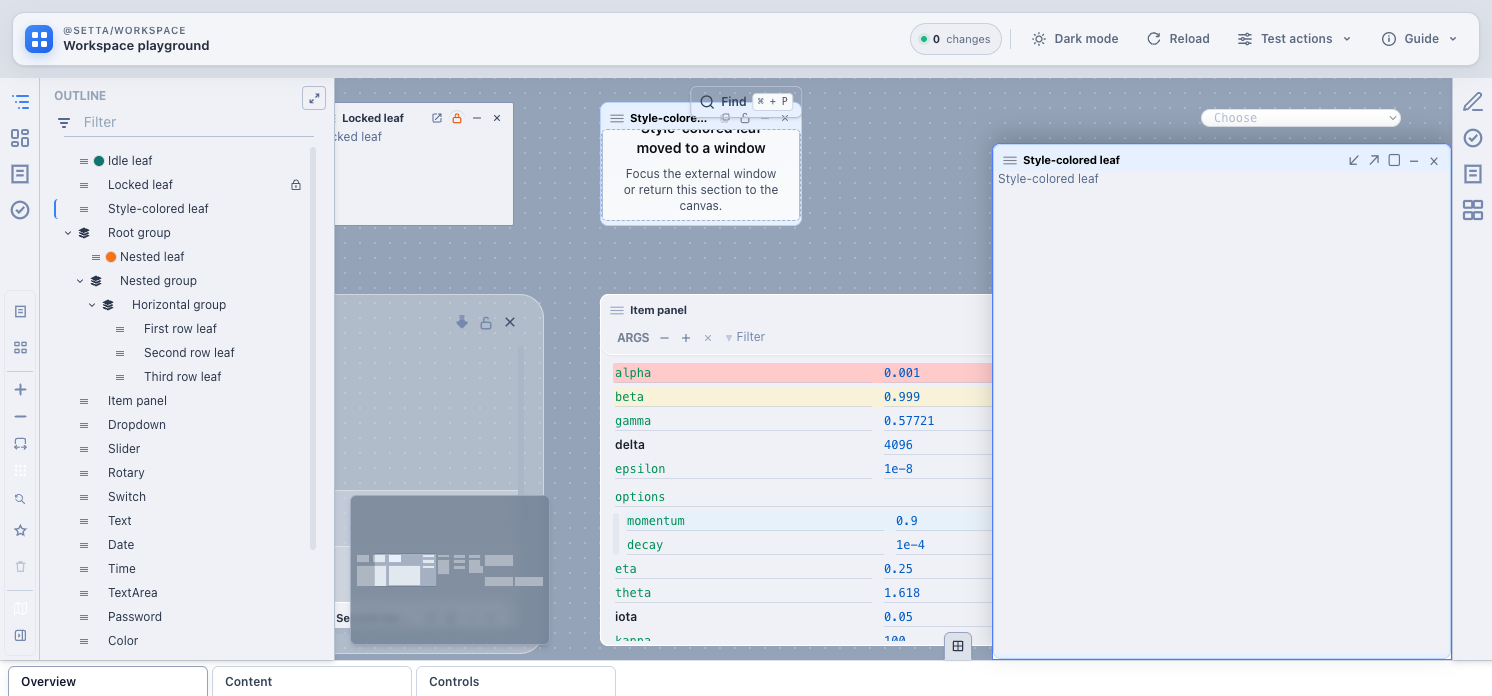 @SETTA/WORKSPACE
Workspace playground
0 changes
Dark mode
Reload
Test actions
Guide
OUTLINE
Filter
Idle leaf
Locked leaf
Style-colored leaf
Root group
Nested leaf
Nested group
Horizontal group
First row leaf
Second row leaf
Third row leaf
Item panel
Dropdown
Slider
Rotary
Switch
Text
Date
Time
TextArea
Password
Color
Locked leaf
cked leaf
Find ⌘ + P
Style-colore...
Style-colored leaf
moved to a window
Focus the external window
or return this section to the
canvas.
Choose
Style-colored leaf
Style-colored leaf
Item panel
ARGS
Filter
alpha 0.001
beta 0.999
gamma 0.57721
delta 4096
epsilon 1e-8
options
momentum 0.9
decay 1e-4
eta 0.25
theta 1.618
iota 0.05
kappa 100
Se
Overview
Content
Controls